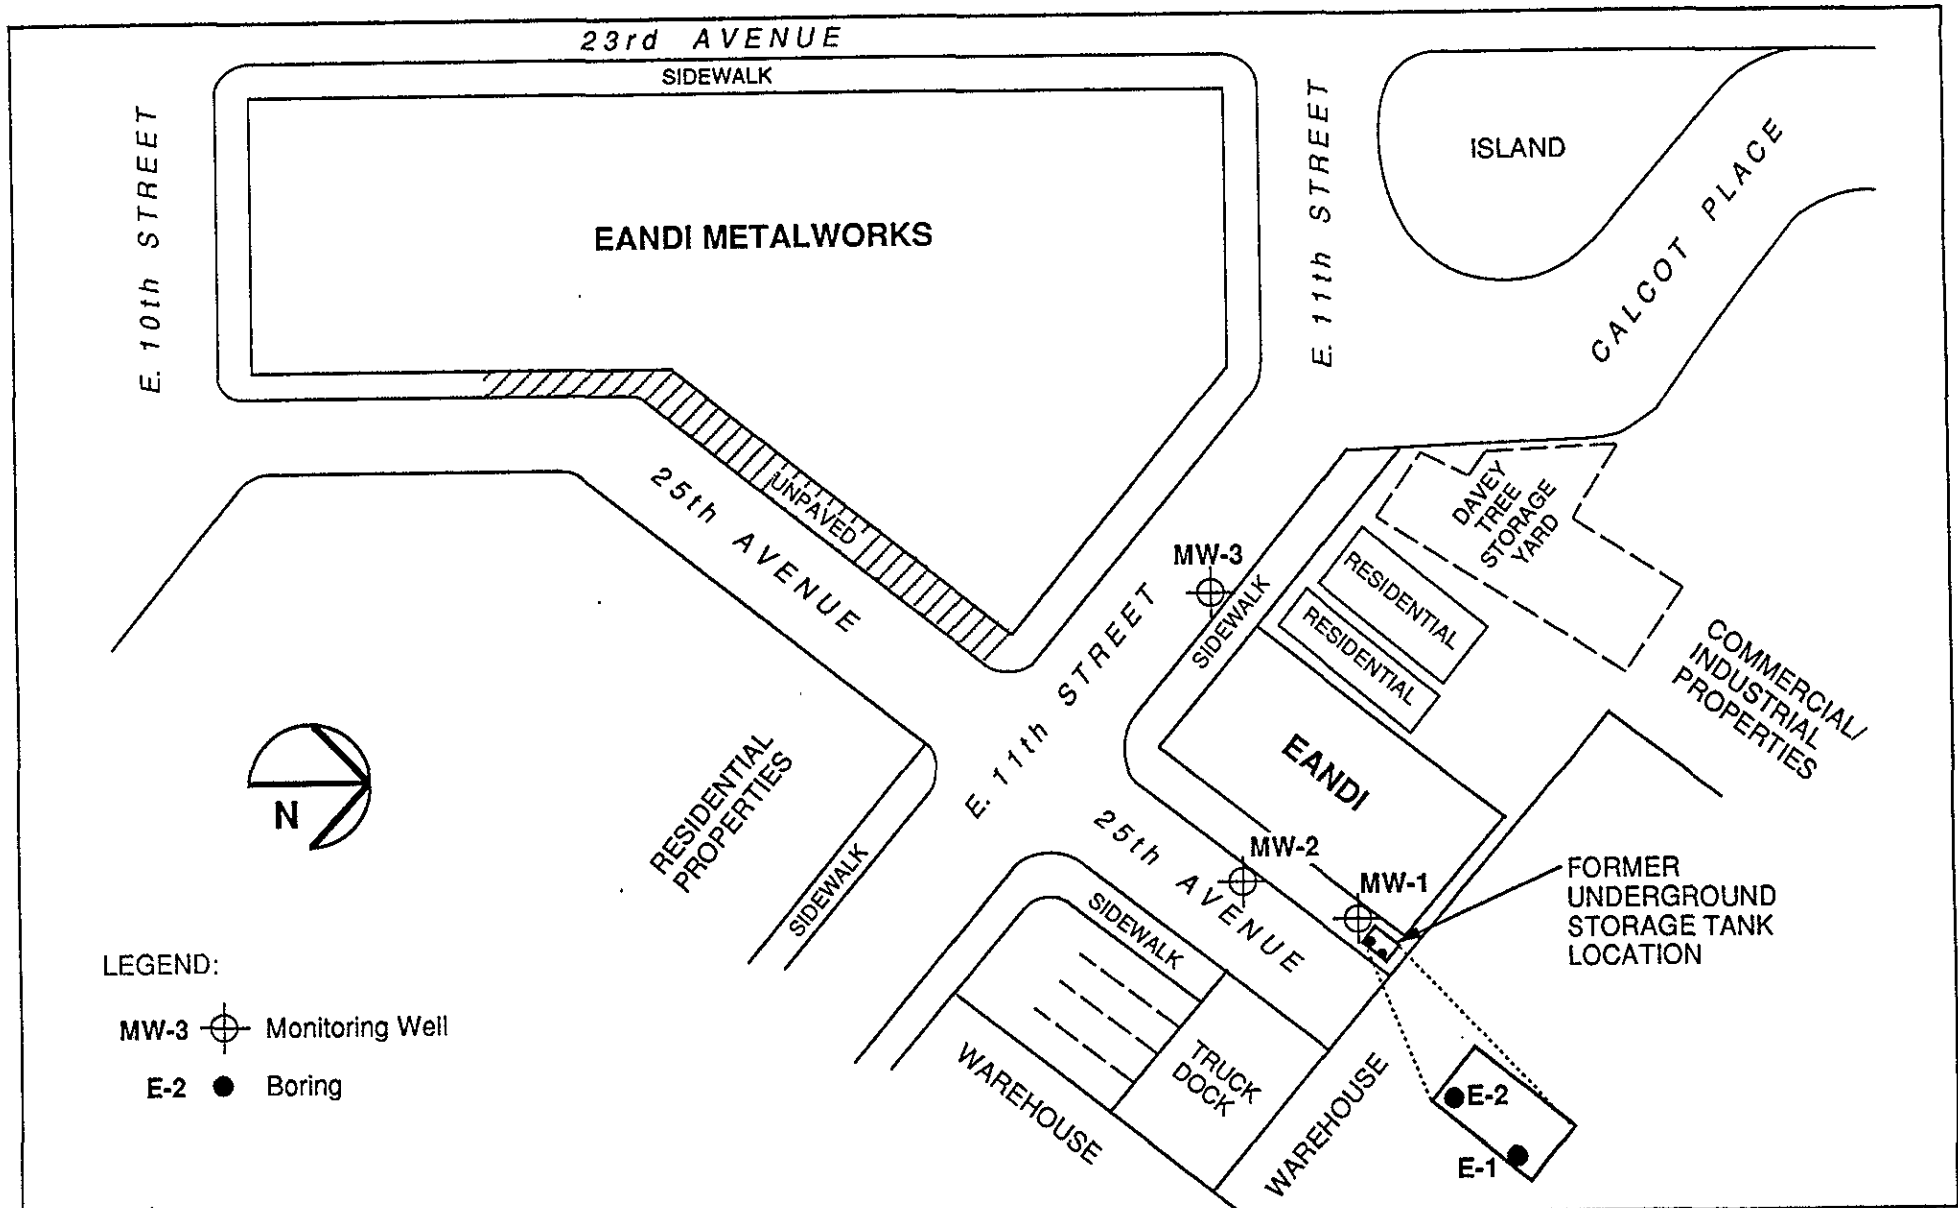 23rd AVENUE
SIDEWALK
E. 10th STREET
EANDI METALWORKS
E. 11th STREET
ISLAND
CALCOT PLACE
UNPAVED
25th AVENUE
DAVEY
TREE
STORAGE
YARD
MW-3
SIDEWALK
RESIDENTIAL
RESIDENTIAL
COMMERCIAL/
INDUSTRIAL
PROPERTIES
E. 11th STREET
EANDI
N
RESIDENTIAL
PROPERTIES
SIDEWALK
25th AVENUE
MW-2
MW-1
FORMER
UNDERGROUND
STORAGE TANK
LOCATION
SIDEWALK
TRUCK
DOCK
WAREHOUSE
WAREHOUSE
E-2
E-1
LEGEND:
MW-3 Monitoring Well
E-2 Boring